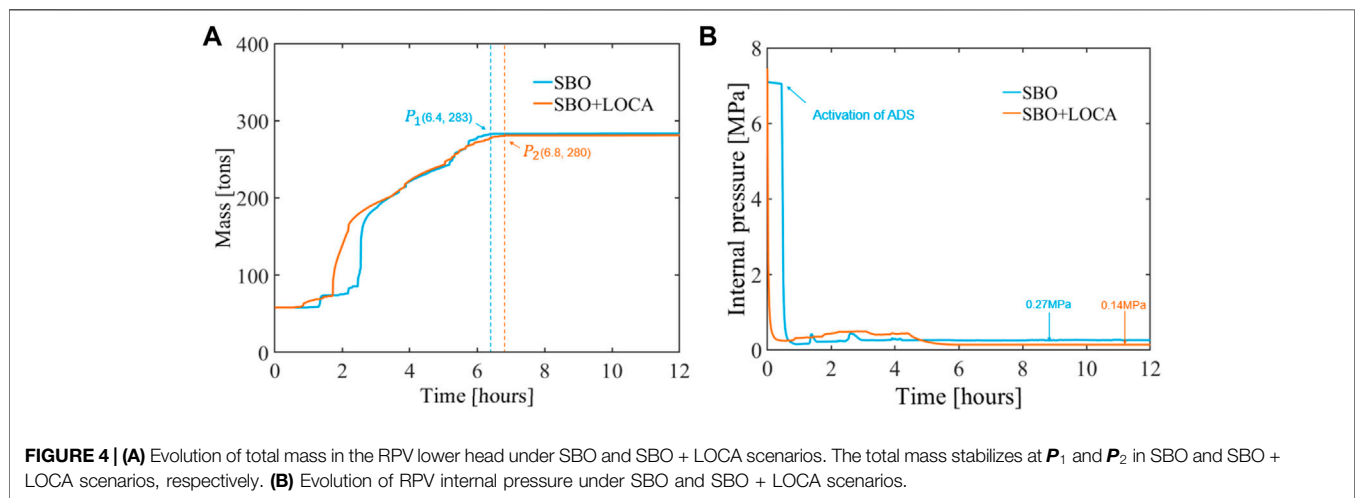 A
400
300
200
100
0
Mass [tons]
SBO
SBO+LOCA
P1(6.4, 283)
P2(6.8, 280)
0 2 4 6 8 10 12
Time [hours]
B
8
6
4
2
0
Internal pressure [MPa]
SBO
SBO+LOCA
Activation of ADS
0.27MPa
0.14MPa
0 2 4 6 8 10 12
Time [hours]
FIGURE 4 | (A) Evolution of total mass in the RPV lower head under SBO and SBO + LOCA scenarios. The total mass stabilizes at P1 and P2 in SBO and SBO +
LOCA scenarios, respectively. (B) Evolution of RPV internal pressure under SBO and SBO + LOCA scenarios.